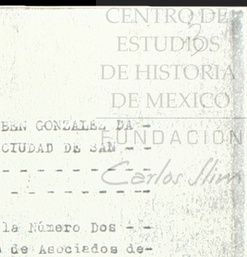 CENTRO DE
ESTUDIOS
DE HISTORIA
DE MEXICO
BEN GONZALEZ DA -
CIUDAD DE SAN - -
FUNDACIÓN
Carlos Slim
- - - - - - - - -
- - - - - - - - -
la Número Dos - -
de Asociados de-